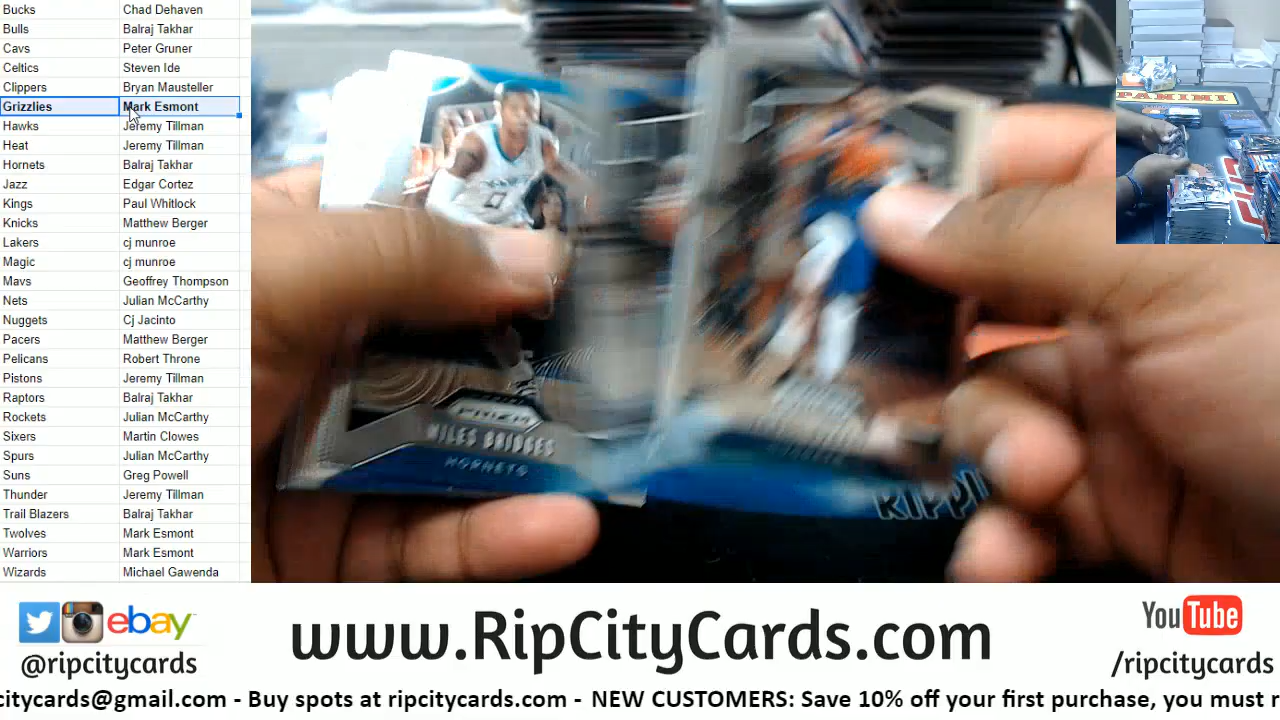 Bucks Chad Dehaven
Bulls Balraj Takhar
Cavs Peter Gruner
Celtics Steven Ide
Clippers Bryan Mausteller
Grizzlies Mark Esmont
Hawks Jeremy Tillman
Heat Jeremy Tillman
Hornets Balraj Takhar
Jazz Edgar Cortez
Kings Paul Whitlock
Knicks Matthew Berger
Lakers cj munroe
Magic cj munroe
Mavs Geoffrey Thompson
Nets Julian McCarthy
Nuggets Cj Jacinto
Pacers Matthew Berger
Pelicans Robert Throne
Pistons Jeremy Tillman
Raptors Balraj Takhar
Rockets Julian McCarthy
Sixers Martin Clowes
Spurs Julian McCarthy
Suns Greg Powell
Thunder Jeremy Tillman
Trail Blazers Balraj Takhar
Twolves Mark Esmont
Warriors Mark Esmont
Wizards Michael Gawenda
PRIZM
MILES BRIDGES
HORNETS
RIPPI
PANINI
ebay
@ripcitycards
www.RipCityCards.com
YouTube
/ripcitycards
citycards@gmail.com - Buy spots at ripcitycards.com - NEW CUSTOMERS: Save 10% off your first purchase, you must r